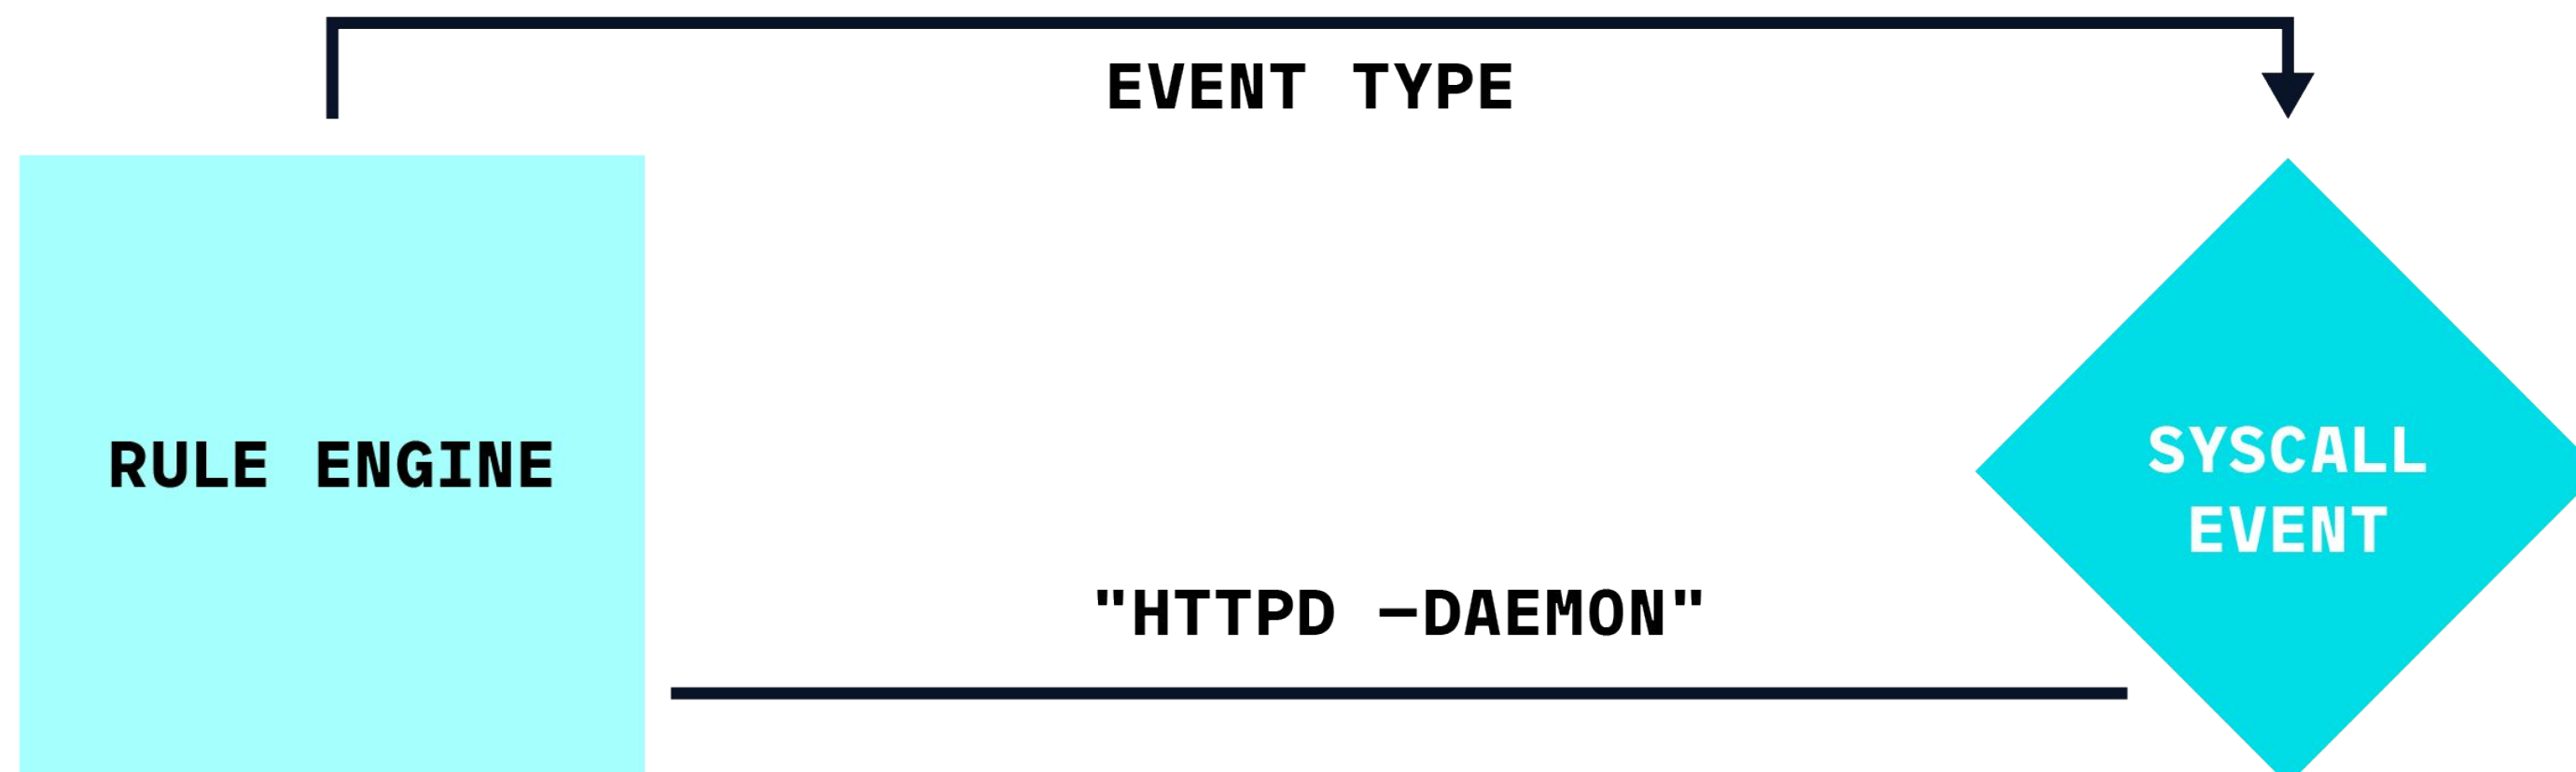 EVENT TYPE
RULE ENGINE
SYSCALL
EVENT
"HTTPD —DAEMON"